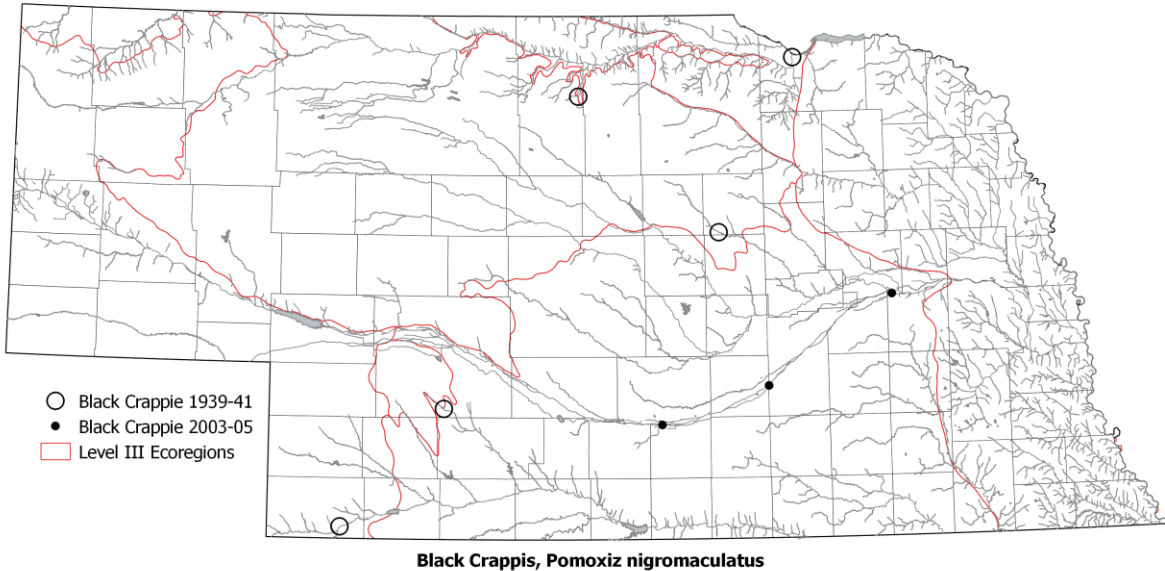 Black Crappie 1939-41
Black Crappie 2003-05
Level III Ecoregions
Black Crappis, Pomoxiz nigromaculatus